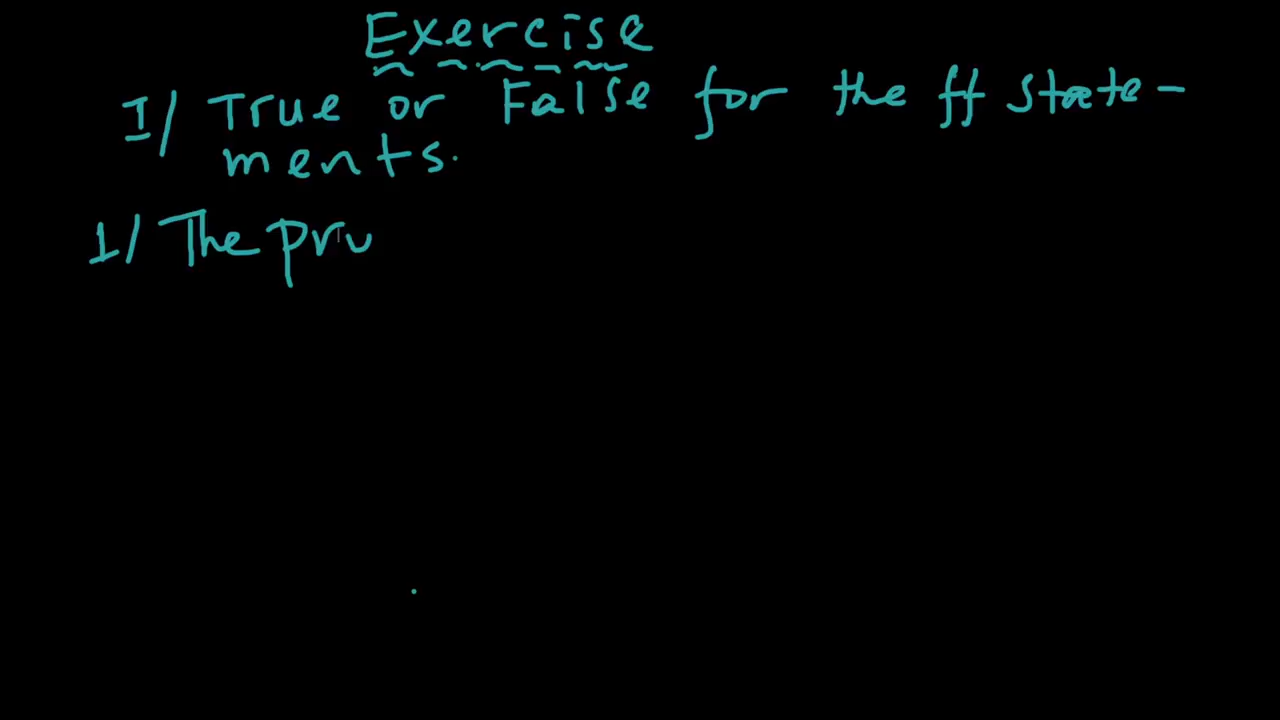 Exercise
I/ True or False for the ff state-
ments.
1/ The pru